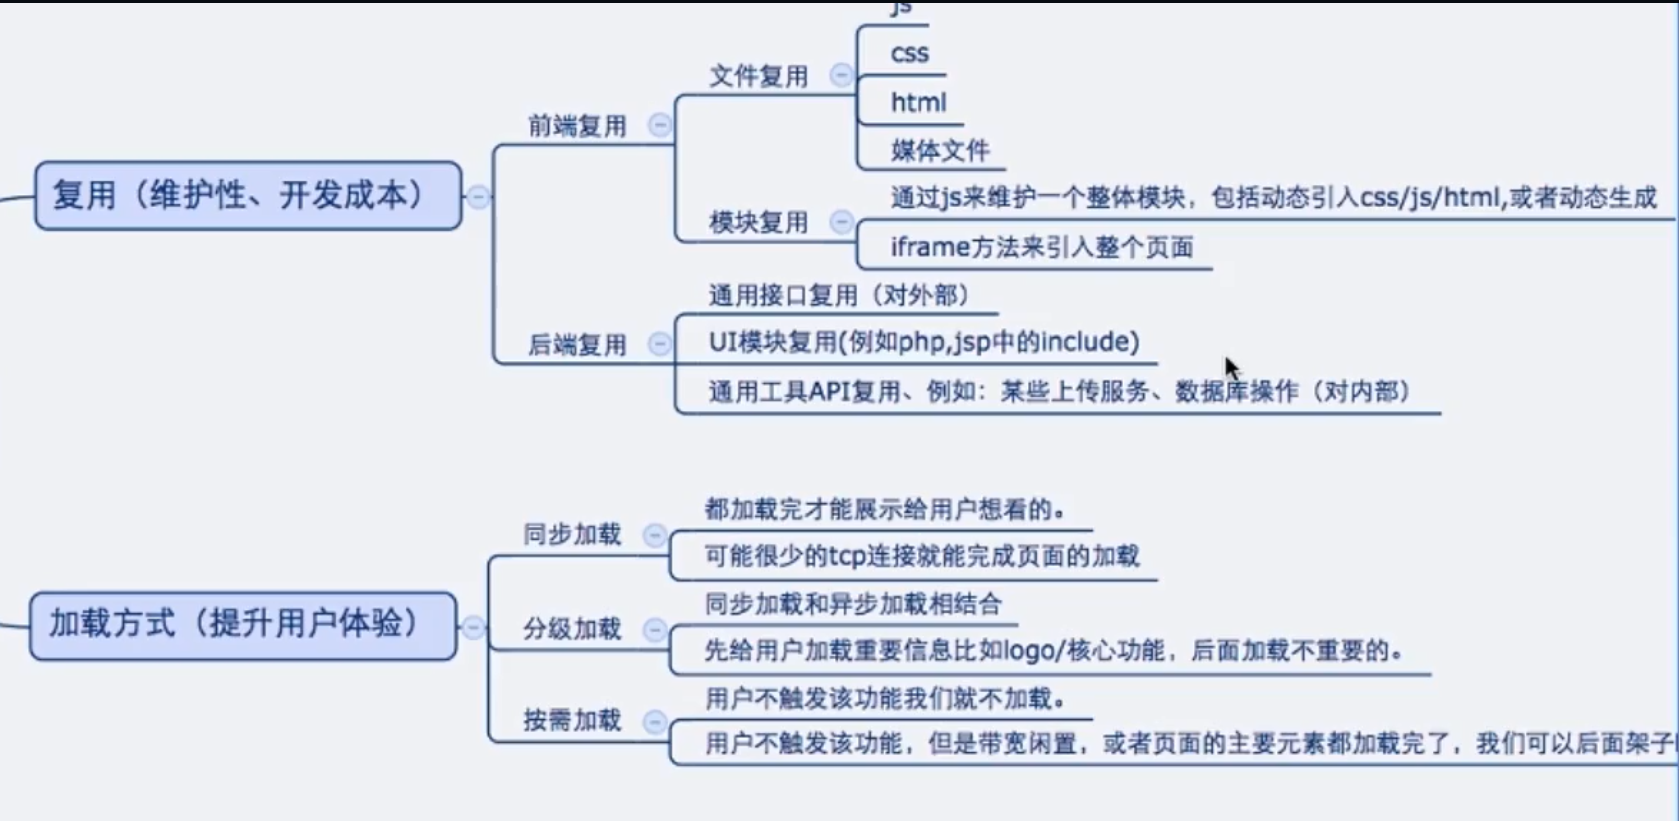 js
css
文件复用
html
前端复用
媒体文件
复用（维护性、开发成本）
通过js来维护一个整体模块，包括动态引入css/js/html,或者动态生成
模块复用
iframe方法来引入整个页面
通用接口复用（对外部）
后端复用
UI模块复用(例如php,jsp中的include)
通用工具API复用、例如：某些上传服务、数据库操作（对内部）
都加载完才能展示给用户想看的。
同步加载
可能很少的tcp连接就能完成页面的加载
同步加载和异步加载相结合
加载方式（提升用户体验）
分级加载
先给用户加载重要信息比如logo/核心功能，后面加载不重要的。
用户不触发该功能我们就不加载。
按需加载
用户不触发该功能，但是带宽闲置，或者页面的主要元素都加载完了，我们可以后面架子